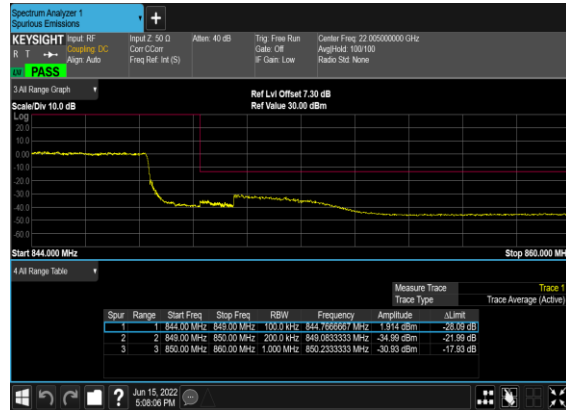 Spectrum Analyzer 1
Spurious Emissions
KEYSIGHT
R T
LW PASS
Input: RF
Coupling: DC
Align: Auto
Input Z: 50 Ω
Corr CCorr
Freq Ref: Int (S)
Atten: 40 dB
Trig: Free Run
Gate: Off
IF Gain: Low
Center Freq: 22.005000000 GHz
Avg|Hold: 100/100
Radio Std: None
3 All Range Graph
Scale/Div 10.0 dB
Ref Lvl Offset 7.30 dB
Ref Value 30.00 dBm
Log
20.0
10.0
0.00
-10.0
-20.0
-30.0
-40.0
-50.0
-60.0
Start 844.000 MHz
Stop 860.000 MH
4 All Range Table
Measure Trace Trace 1
Trace Type Trace Average (Active)
Spur Range Start Freq Stop Freq RBW Frequency Amplitude ΔLimit
1 1 844.00 MHz 849.00 MHz 100.0 kHz 844.7666667 MHz 1.914 dBm -28.09 dB
2 2 849.00 MHz 850.00 MHz 200.0 kHz 849.0833333 MHz -34.99 dBm -21.99 dB
3 3 850.00 MHz 860.00 MHz 1.000 MHz 850.2333333 MHz -30.93 dBm -17.93 dB
?
Jun 15, 2022
5:08:06 PM